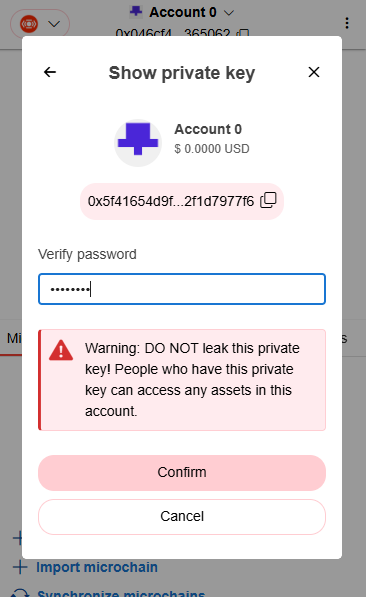 Account 0
0x046cf4...365062
Show private key
Account 0
$ 0.0000 USD
0x5f41654d9f...2f1d7977f6
Verify password
••••••••
Mi
s
Warning: DO NOT leak this private
key! People who have this private
key can access any assets in this
account.
Confirm
Cancel
Import microchain
Synchronize microchains